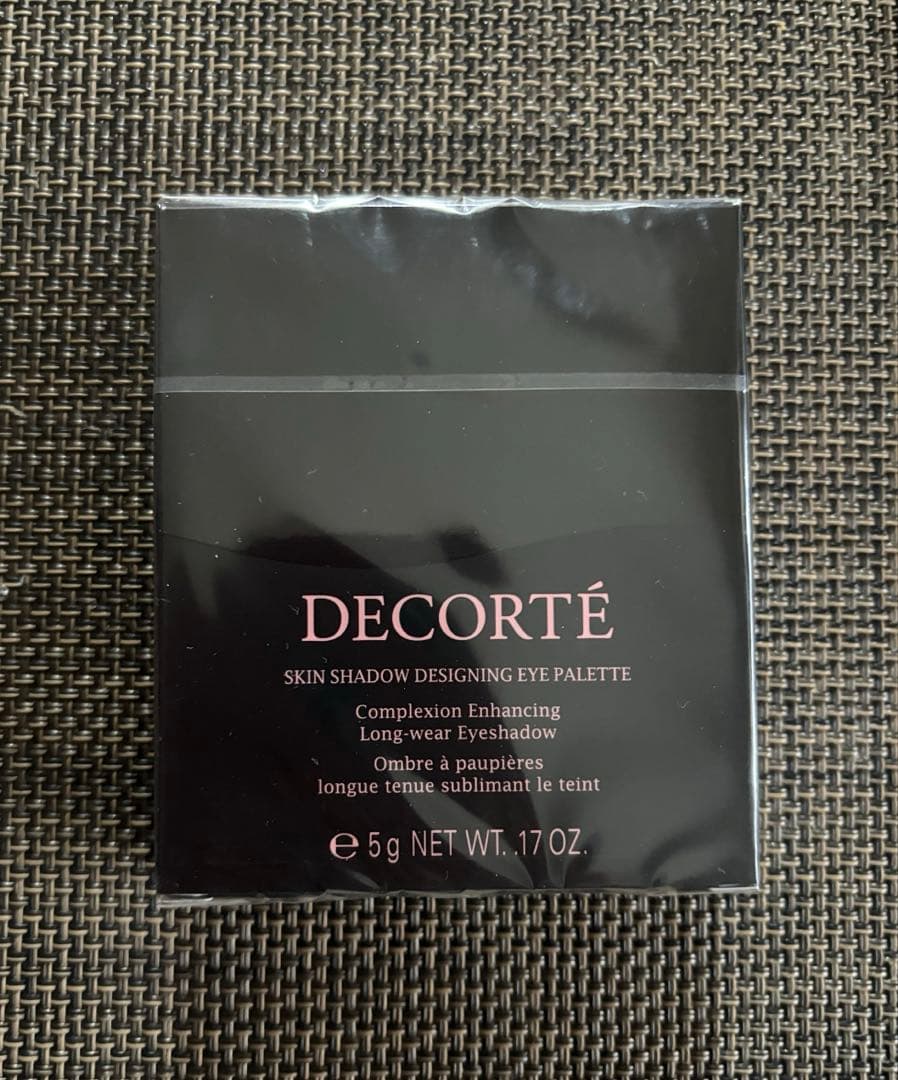 DECORTÉ
SKIN SHADOW DESIGNING EYE PALETTE
Complexion Enhancing
Long-wear Eyeshadow
Ombre à paupières
longue tenue sublimant le teint
℮ 5g NET WT. .17 OZ.